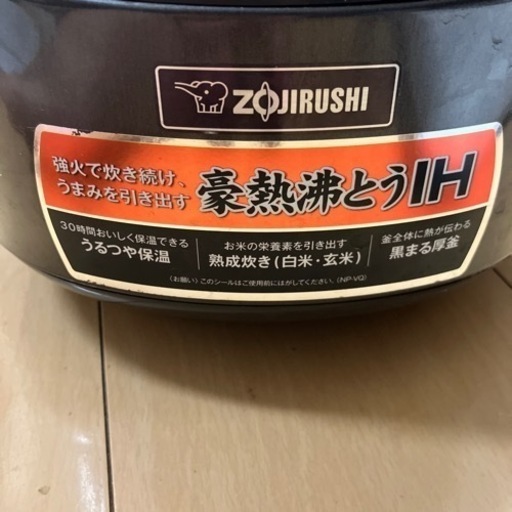 ZOJIRUSHI
強火で炊き続け、
うまみを引き出す
豪熱沸とうIH
30時間おいしく保温できる
うるつや保温
お米の栄養素を引き出す
熟成炊き(白米・玄米)
釜全体に熱が伝わる
黒まる厚釜
〈お願い〉このシールはご使用前にはがしてください。(NP-VQ)